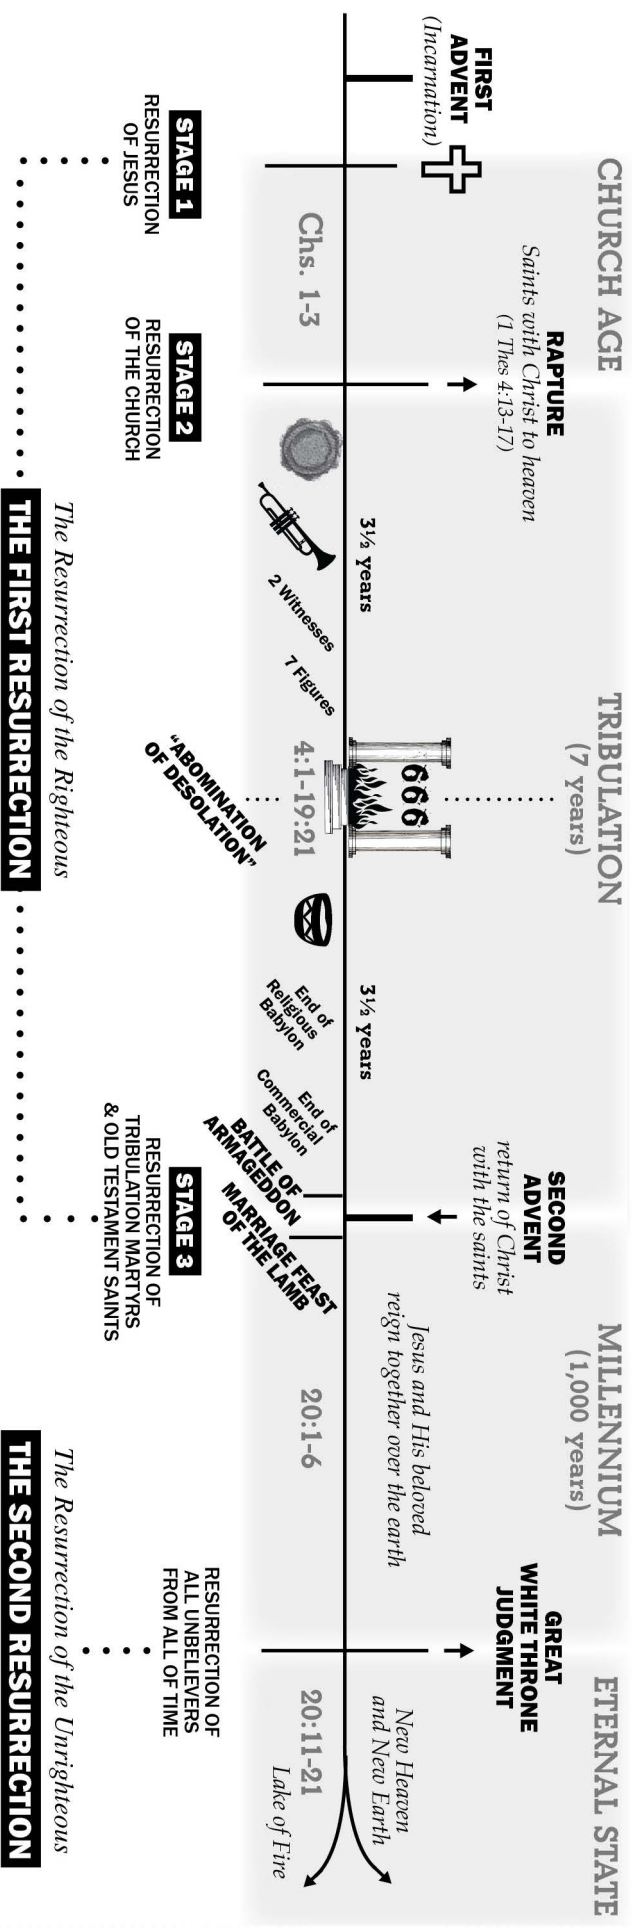 CHURCH AGE
TRIBULATION
(7 years)
MILLENNIUM
(1,000 years)
ETERNAL STATE
FIRST
ADVENT
(Incarnation)
RAPTURE
Saints with Christ to heaven
(1 Thes 4:13-17)
666
SECOND
ADVENT
return of Christ
with the saints
Jesus and His beloved
reign together over the earth
GREAT
WHITE THRONE
JUDGMENT
New Heaven
and New Earth
3½ years
3½ years
Chs. 1-3
2 Witnesses
7 Figures
4:1-19:21
"ABOMINATION
OF DESOLATION"
End of
Religious
Babylon
End of
Commercial
Babylon
BATTLE OF
ARMAGEDDON
MARRIAGE FEAST
OF THE LAMB
20:1-6
20:11-21
Lake of Fire
STAGE 1
RESURRECTION
OF JESUS
STAGE 2
RESURRECTION
OF THE CHURCH
STAGE 3
RESURRECTION OF
TRIBULATION MARTYRS
& OLD TESTAMENT SAINTS
RESURRECTION OF
ALL UNBELIEVERS
FROM ALL OF TIME
The Resurrection of the Righteous
THE FIRST RESURRECTION
The Resurrection of the Unrighteous
THE SECOND RESURRECTION